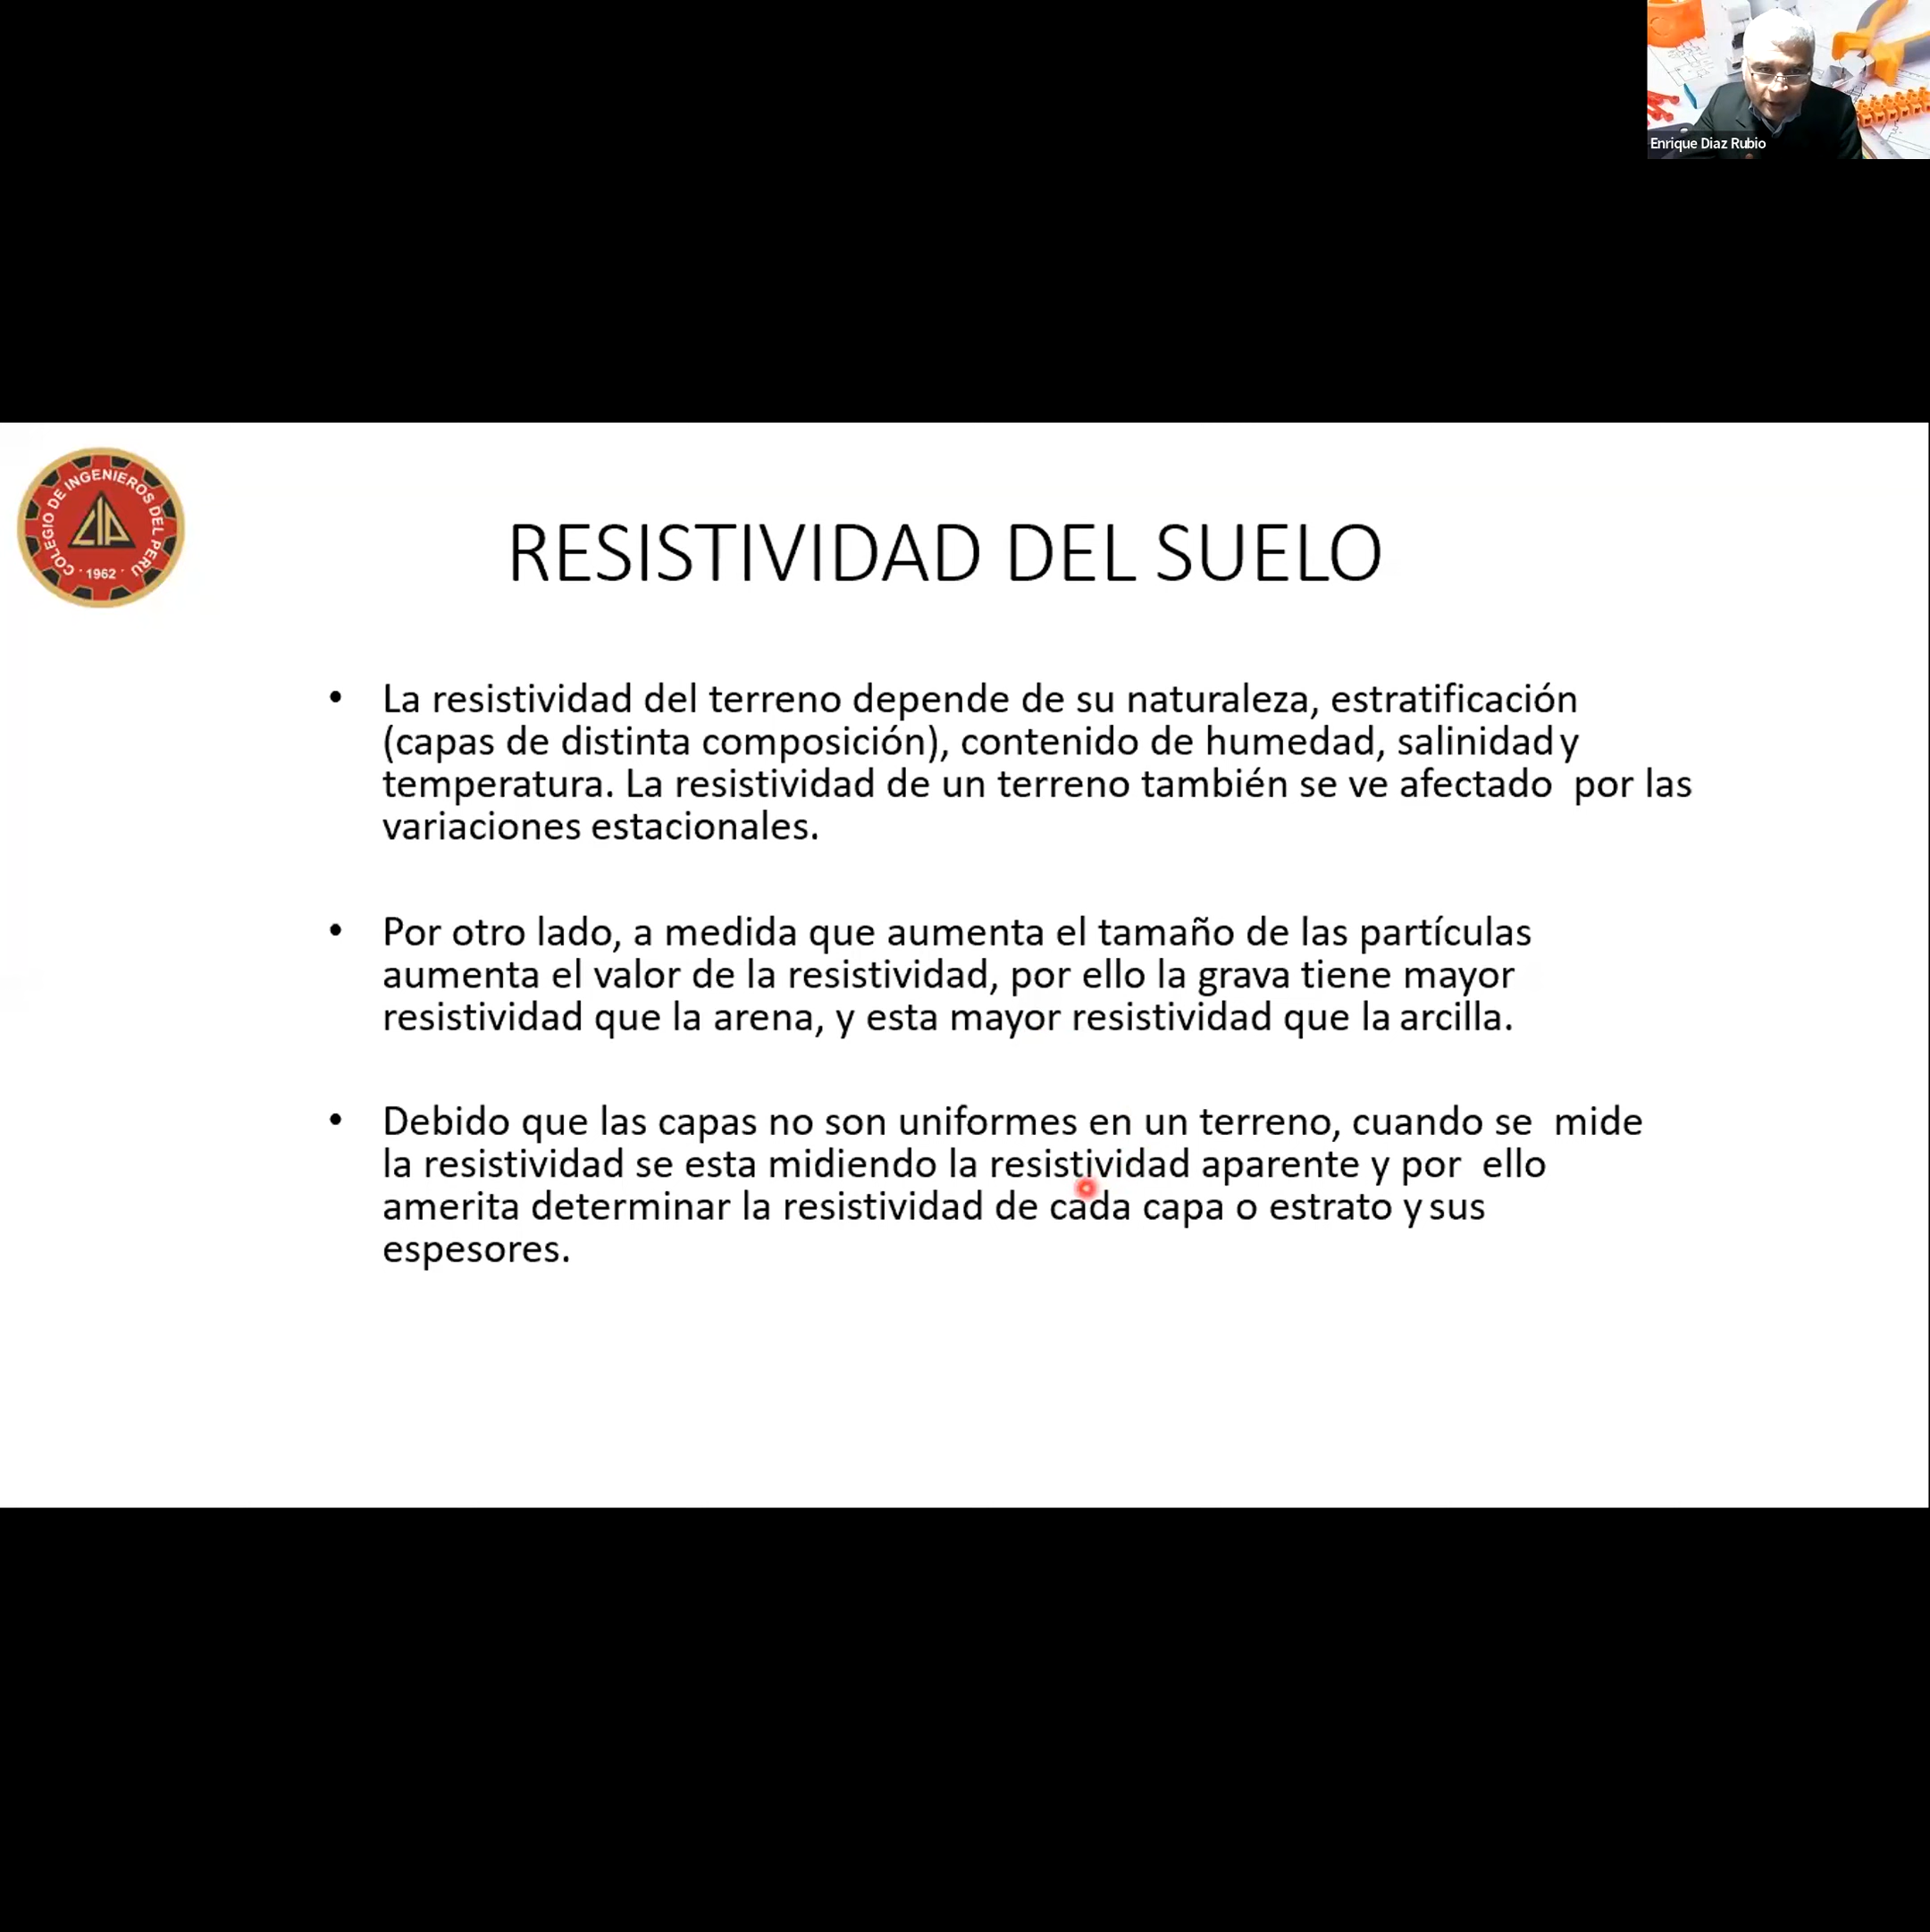 Enrique Diaz Rubio
COLEGIO DE INGENIEROS DEL PERU
· 1962 ·
RESISTIVIDAD DEL SUELO
• La resistividad del terreno depende de su naturaleza, estratificación
(capas de distinta composición), contenido de humedad, salinidad y
temperatura. La resistividad de un terreno también se ve afectado por las
variaciones estacionales.
• Por otro lado, a medida que aumenta el tamaño de las partículas
aumenta el valor de la resistividad, por ello la grava tiene mayor
resistividad que la arena, y esta mayor resistividad que la arcilla.
• Debido que las capas no son uniformes en un terreno, cuando se mide
la resistividad se esta midiendo la resistividad aparente y por ello
amerita determinar la resistividad de cada capa o estrato y sus
espesores.